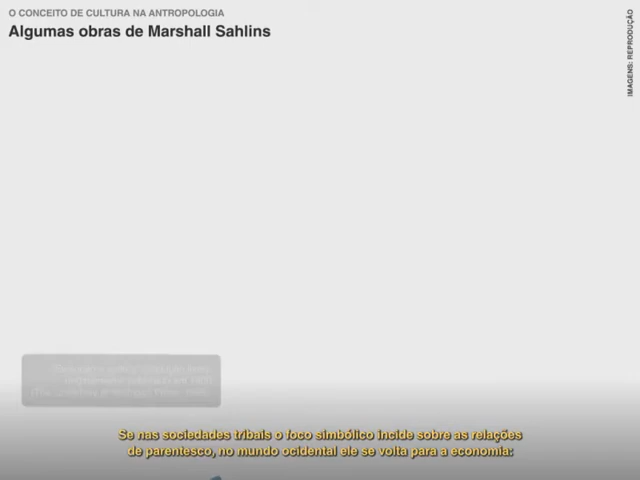 O CONCEITO DE CULTURA NA ANTROPOLOGIA
Algumas obras de Marshall Sahlins
IMAGENS: REPRODUÇÃO
Se nas sociedades tribais o foco simbólico incide sobre as relações
de parentesco, no mundo ocidental ele se volta para a economia: